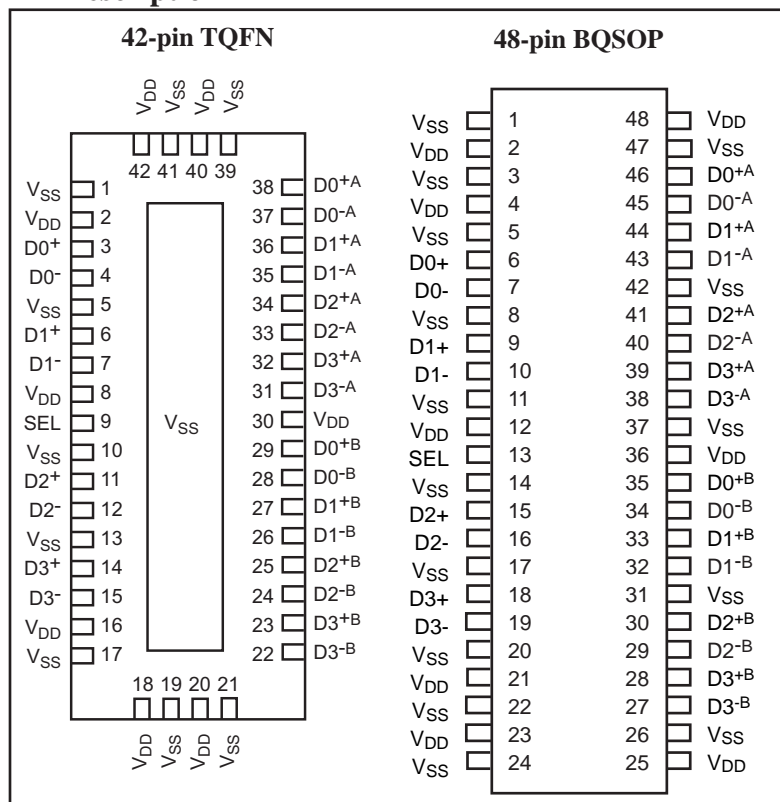 42-pin TQFN
VDD VSS VDD VSS
42 41 40 39
VSS 1
VDD 2
D0+ 3
D0- 4
VSS 5
D1+ 6
D1- 7
VDD 8
SEL 9
VSS 10
D2+ 11
D2- 12
VSS 13
D3+ 14
D3- 15
VDD 16
VSS 17
VSS
38 D0+A
37 D0-A
36 D1+A
35 D1-A
34 D2+A
33 D2-A
32 D3+A
31 D3-A
30 VDD
29 D0+B
28 D0-B
27 D1+B
26 D1-B
25 D2+B
24 D2-B
23 D3+B
22 D3-B
18 19 20 21
VDD VSS VDD VSS
48-pin BQSOP
VSS 1 48 VDD
VDD 2 47 VSS
VSS 3 46 D0+A
VDD 4 45 D0-A
VSS 5 44 D1+A
D0+ 6 43 D1-A
D0- 7 42 VSS
VSS 8 41 D2+A
D1+ 9 40 D2-A
D1- 10 39 D3+A
VSS 11 38 D3-A
VDD 12 37 VSS
SEL 13 36 VDD
VSS 14 35 D0+B
D2+ 15 34 D0-B
D2- 16 33 D1+B
VSS 17 32 D1-B
D3+ 18 31 VSS
D3- 19 30 D2+B
VSS 20 29 D2-B
VDD 21 28 D3+B
VSS 22 27 D3-B
VDD 23 26 VSS
VSS 24 25 VDD